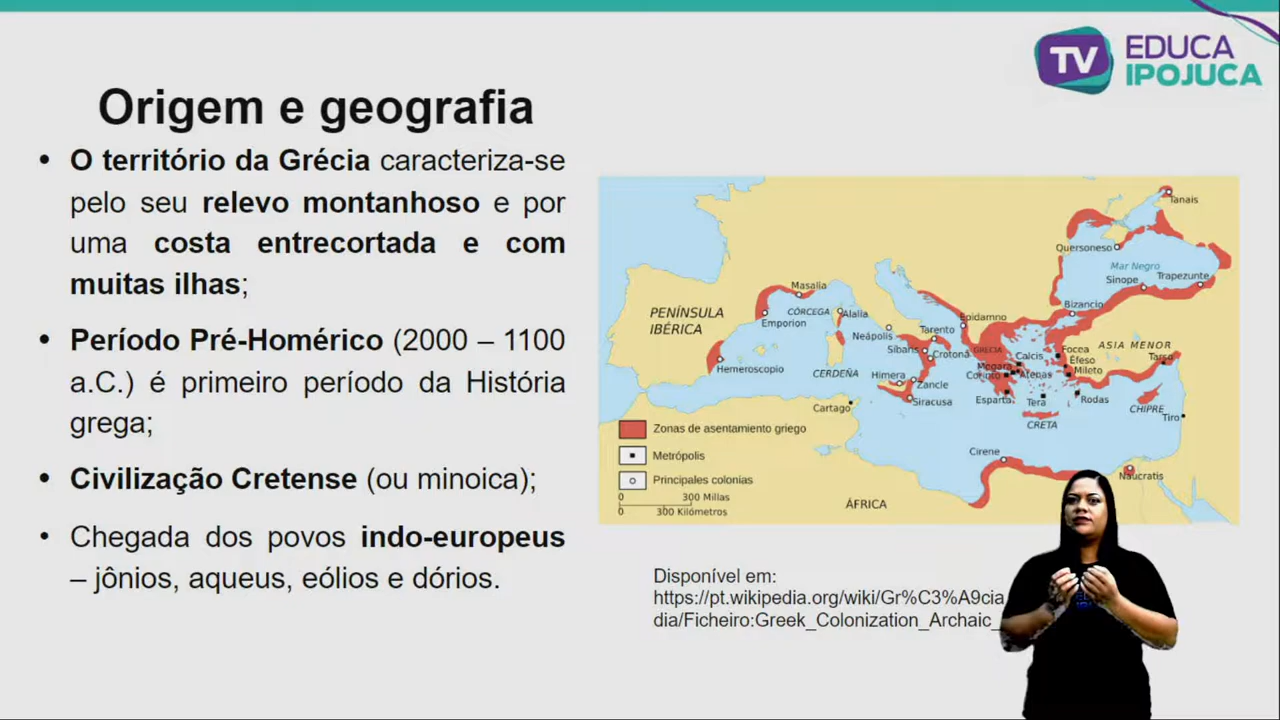 TV EDUCA
IPOJUCA
Origem e geografia
• O território da Grécia caracteriza-se
pelo seu relevo montanhoso e por
uma costa entrecortada e com
muitas ilhas;
• Período Pré-Homérico (2000 – 1100
a.C.) é primeiro período da História
grega;
• Civilização Cretense (ou minoica);
• Chegada dos povos indo-europeus
– jônios, aqueus, eólios e dórios.
Tanais
Quersoneso
Mar Negro
Sinope
Trapezunte
Bizancio
PENÍNSULA
IBÉRICA
Masalia
Emporion
CÓRCEGA
Alalia
Hemeroscopio
CERDEÑA
Neápolis
Tarento
Síbaris
Crotona
Epidamno
GRECIA
Calcis
Megara
Corinto
Atenas
Esparta
Tera
CRETA
Focea
Éfeso
Mileto
Rodas
ASIA MENOR
Tarso
CHIPRE
Tiro
Himera
Zancle
Siracusa
Cartago
Cirene
Naucratis
ÁFRICA
Zonas de asentamiento griego
Metrópolis
Principales colonias
0 300 Millas
0 300 Kilómetros
Disponível em:
https://pt.wikipedia.org/wiki/Gr%C3%A9cia
dia/Ficheiro:Greek_Colonization_Archaic_